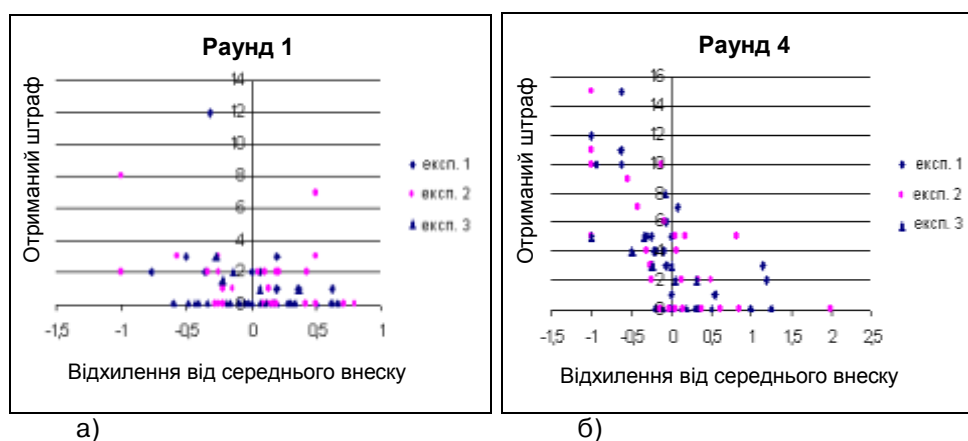 Раунд 1
Отриманий штраф
14
12
10
8
6
4
2
0
-1,5
-1
-0,5
0
0,5
1
експ. 1
експ. 2
експ. 3
Відхилення від середнього внеску
а)
Раунд 4
Отриманий штраф
16
14
12
10
8
6
4
2
0
-1,5
-1
-0,5
0
0,5
1
1,5
2
2,5
експ. 1
експ. 2
експ. 3
Відхилення від середнього внеску
б)